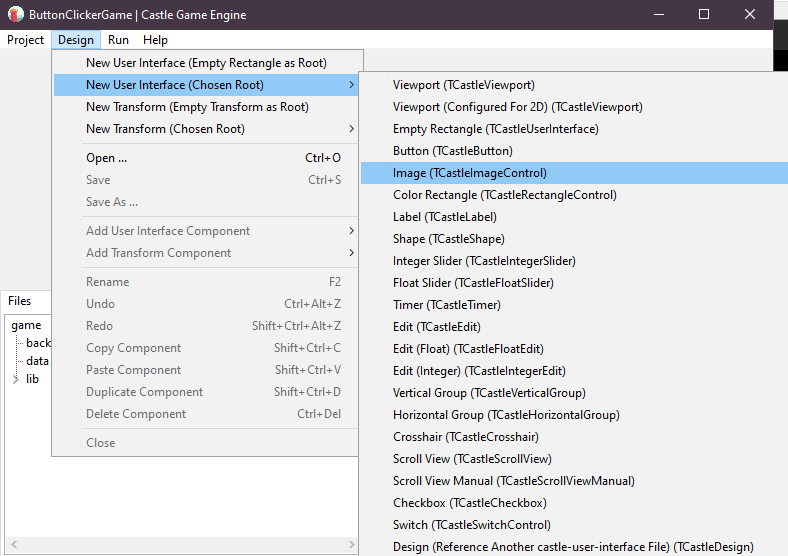 ButtonClickerGame | Castle Game Engine
Project Design Run Help
New User Interface (Empty Rectangle as Root)
New User Interface (Chosen Root)
New Transform (Empty Transform as Root)
New Transform (Chosen Root)
Open ... Ctrl+O
Save Ctrl+S
Save As ...
Add User Interface Component
Add Transform Component
Rename F2
Undo Ctrl+Alt+Z
Redo Shift+Ctrl+Alt+Z
Copy Component Shift+Ctrl+C
Paste Component Shift+Ctrl+V
Duplicate Component Shift+Ctrl+D
Delete Component Ctrl+Del
Close
Viewport (TCastleViewport)
Viewport (Configured For 2D) (TCastleViewport)
Empty Rectangle (TCastleUserInterface)
Button (TCastleButton)
Image (TCastleImageControl)
Color Rectangle (TCastleRectangleControl)
Label (TCastleLabel)
Shape (TCastleShape)
Integer Slider (TCastleIntegerSlider)
Float Slider (TCastleFloatSlider)
Timer (TCastleTimer)
Edit (TCastleEdit)
Edit (Float) (TCastleFloatEdit)
Edit (Integer) (TCastleIntegerEdit)
Vertical Group (TCastleVerticalGroup)
Horizontal Group (TCastleHorizontalGroup)
Crosshair (TCastleCrosshair)
Scroll View (TCastleScrollView)
Scroll View Manual (TCastleScrollViewManual)
Checkbox (TCastleCheckbox)
Switch (TCastleSwitchControl)
Design (Reference Another castle-user-interface File) (TCastleDesign)
Files
game
back
data
lib